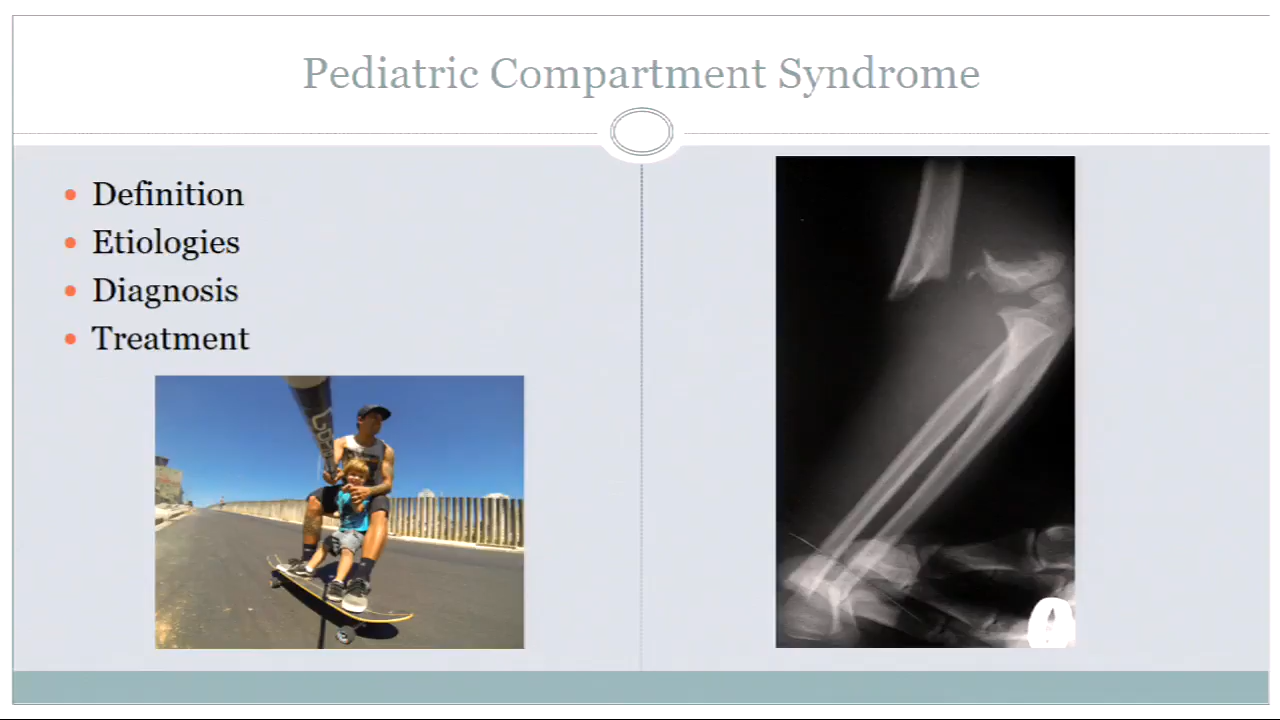 Pediatric Compartment Syndrome
Definition
Etiologies
Diagnosis
Treatment